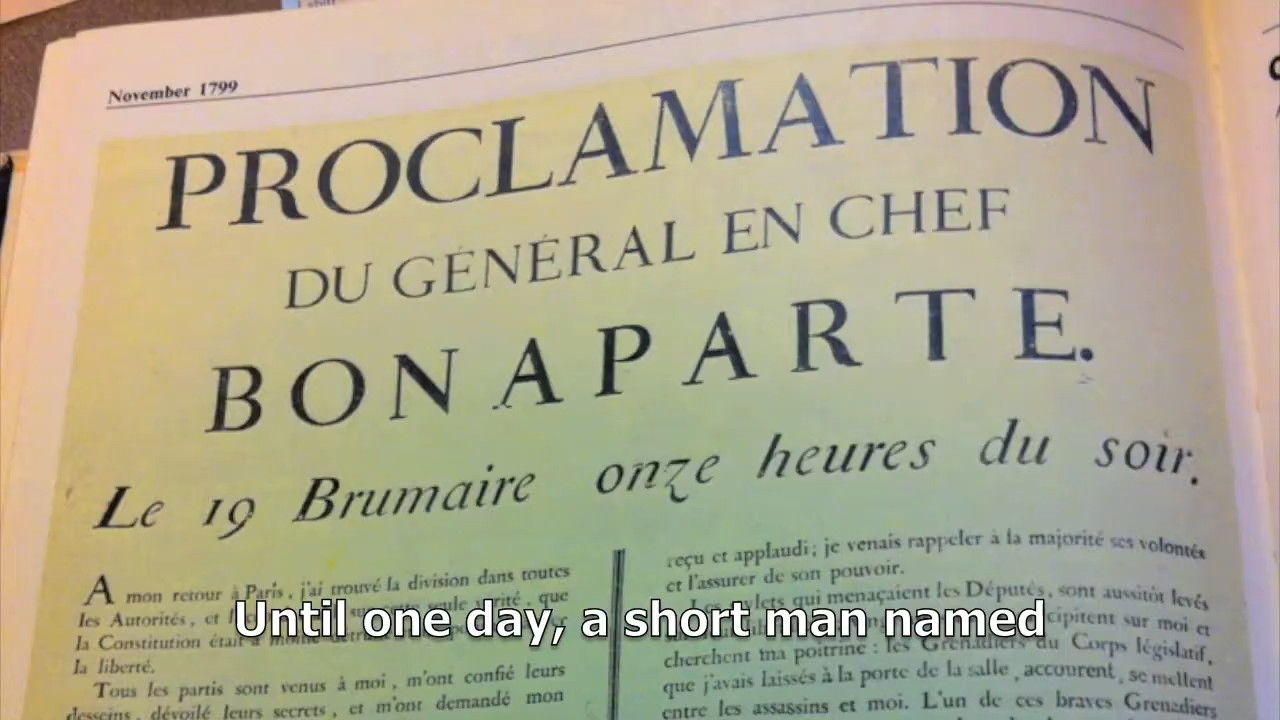 November 1799
PROCLAMATION
DU GÉNÉRAL EN CHEF
BONAPARTE.
Le 19 Brumaire onze heures du soir.
A mon retour à Paris, j'ai trouvé la division dans toutes
les Autorités, et seule vérité, que
la Constitution était à moitié
la liberté.
Tous les partis sont venus à moi, m'ont confié leurs
desseins, dévoilé leurs secrets, et m'ont demandé mon
reçu et applaudi; je venais rappeler à la majorité ses volontés
et l'assurer de son pouvoir.
qui menaçaient les Députés, sont aussitôt levés
sur moi et
cherchent ma poitrine: les Grenadiers du Corps législatif,
que j'avais laissés à la porte de la salle, accourent, se mettent
entre les assassins et moi. L'un de ces braves Grenadiers
Until one day, a short man named